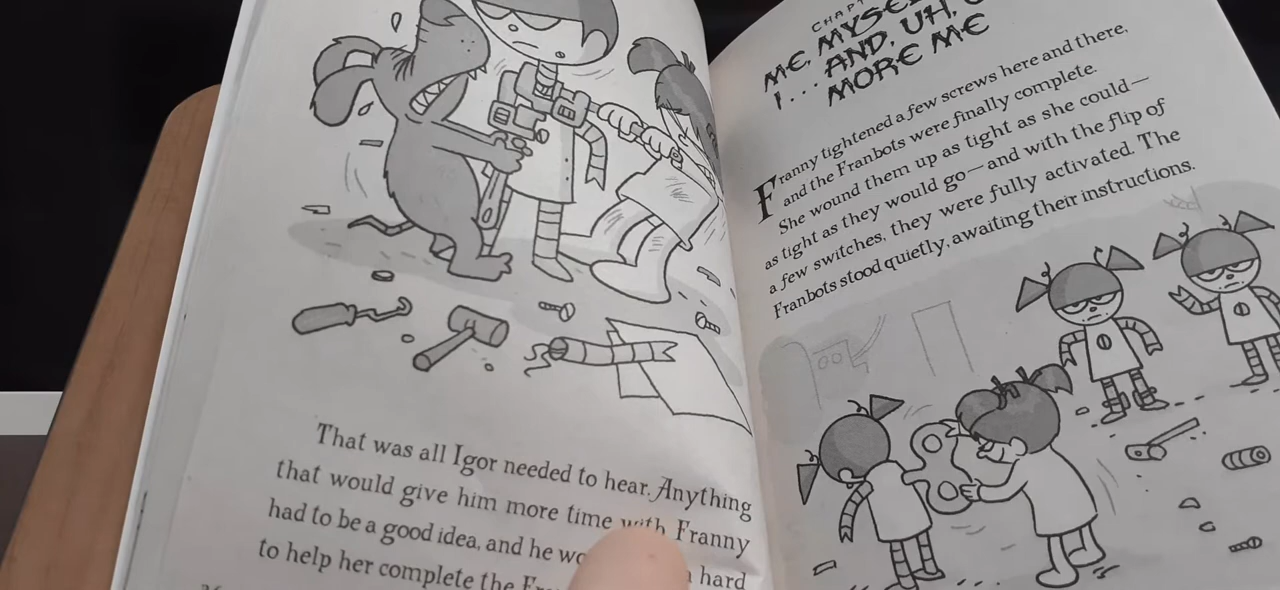 That was all Igor needed to hear. Anything
that would give him more time with Franny
had to be a good idea, and he
hard
to help her complete the
ME, MYSELF,
I... AND, UH,
MORE ME
Franny tightened a few screws here and there,
and the Franbots were finally complete.
She wound them up as tight as she could—
as tight as they would go—and with the flip of
a few switches, they were fully activated. The
Franbots stood quietly, awaiting their instructions.